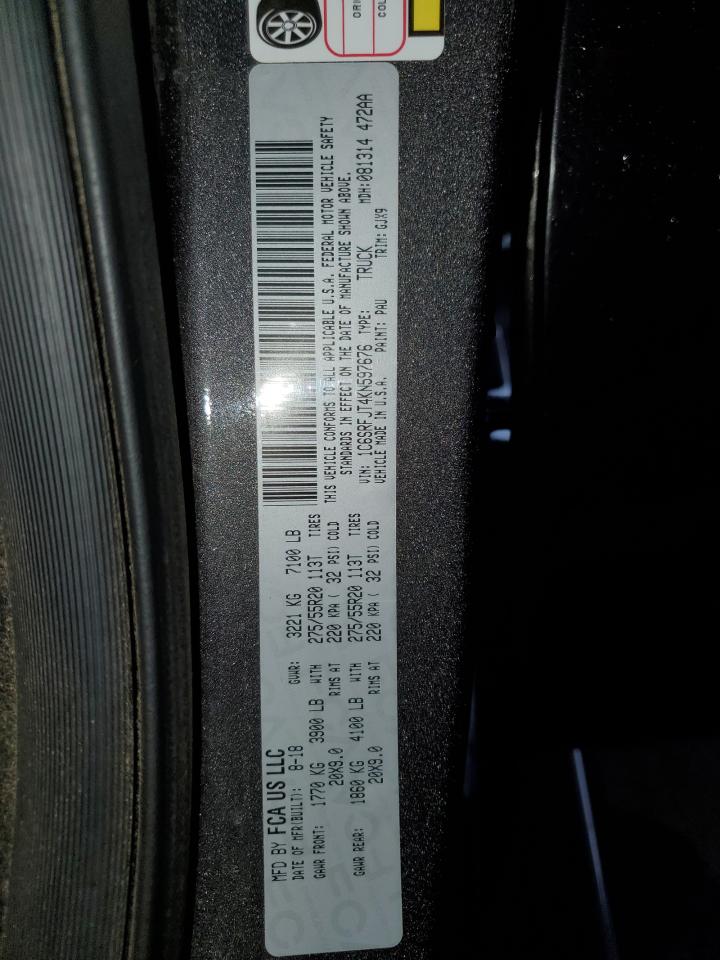 MFD BY FCA US LLC
DATE OF MFR(BUILT): 8-18 GVWR: 3221 KG 7100 LB
GAWR FRONT: 1770 KG 3900 LB WITH 275/55R20 113T TIRES
20X9.0 RIMS AT 220 KPA ( 32 PSI) COLD
GAWR REAR: 1860 KG 4100 LB WITH 275/55R20 113T TIRES
20X9.0 RIMS AT 220 KPA ( 32 PSI) COLD
THIS VEHICLE CONFORMS TO ALL APPLICABLE U.S.A. FEDERAL MOTOR VEHICLE SAFETY
STANDARDS IN EFFECT ON THE DATE OF MANUFACTURE SHOWN ABOVE.
VIN: 1C6SRFJT4KN597676 TYPE: TRUCK MDH:081314 472AA
VEHICLE MADE IN U.S.A. PAINT: PAU TRIM: GJX9